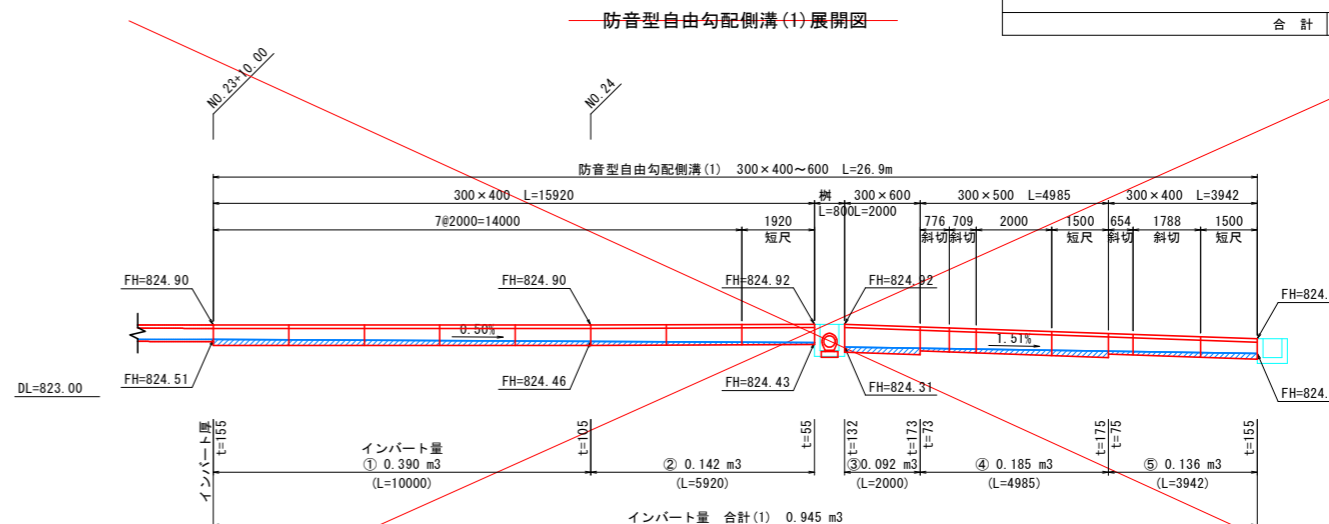 防音型自由勾配側溝(1)展開図
合 計
NO.23+10.00
NO.24
防音型自由勾配側溝(1) 300×400～600 L=26.9m
300×400 L=15920
桝
300×600
300×500 L=4985
300×400 L=3942
L=800
L=2000
7@2000=14000
1920
776
709
2000
1500
654
1788
1500
短尺
斜切
斜切
短尺
斜切
斜切
短尺
FH=824.90
FH=824.90
FH=824.92
FH=824.92
FH=824.
0.50%
1.51%
FH=824.51
FH=824.46
FH=824.43
FH=824.31
FH=824.
DL=823.00
インバート厚
t=155
t=105
t=55
t=132
t=173
t=73
t=175
t=75
t=155
インバート量
① 0.390 m3
② 0.142 m3
③0.092 m3
④ 0.185 m3
⑤ 0.136 m3
(L=10000)
(L=5920)
(L=2000)
(L=4985)
(L=3942)
インバート量 合計(1) 0.945 m3